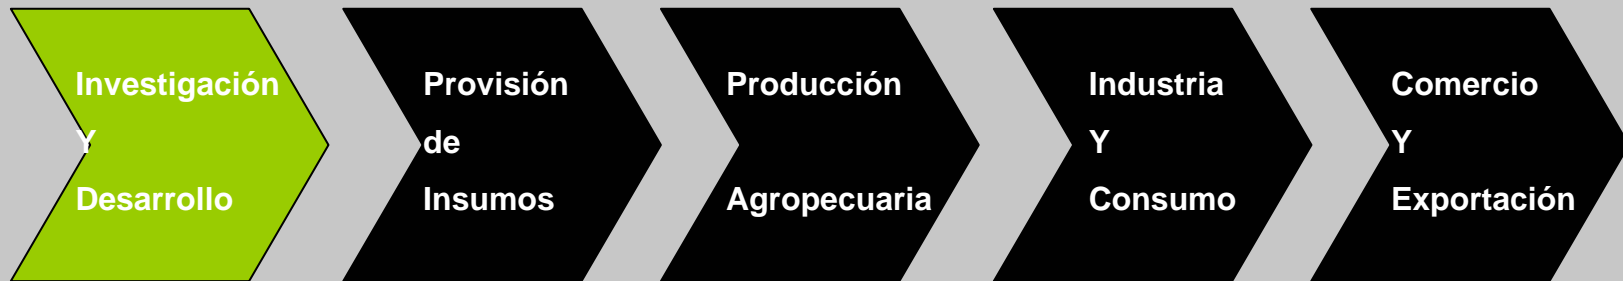 Investigación
Y
Desarrollo
Provisión
de
Insumos
Producción
Agropecuaria
Industria
Y
Consumo
Comercio
Y
Exportación